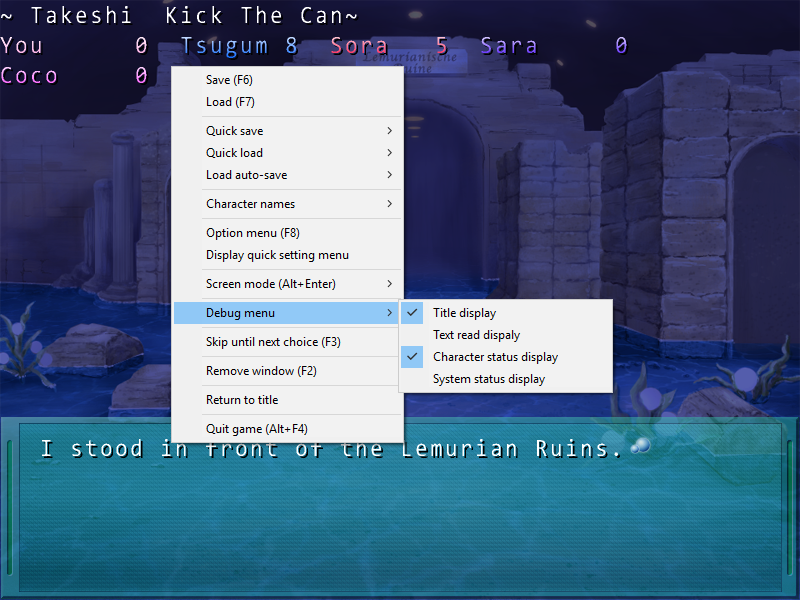 ~ Takeshi Kick The Can~
You 0 Tsugum 8 Sora 5 Sara 0
Coco 0
Lemurianische
Ruine
Save (F6)
Load (F7)
Quick save
Quick load
Load auto-save
Character names
Option menu (F8)
Display quick setting menu
Screen mode (Alt+Enter)
Debug menu
Title display
Text read dispaly
Character status display
System status display
Skip until next choice (F3)
Remove window (F2)
Return to title
Quit game (Alt+F4)
I stood in front of the Lemurian Ruins.